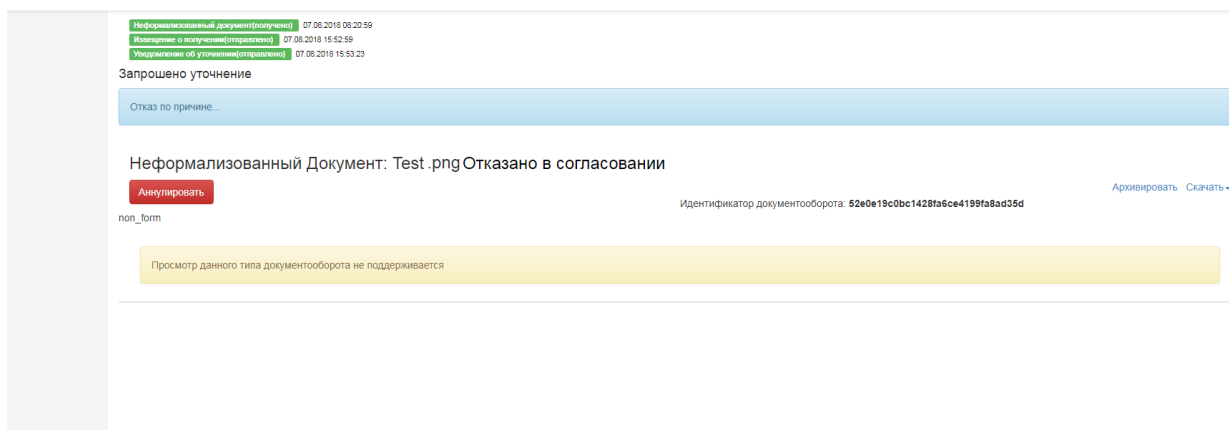 Неформализованный документ(получено) 07.08.2018 08:20:59
Извещение о получении(отправлено) 07.08.2018 15:52:59
Уведомление об уточнении(отправлено) 07.08.2018 15:53:23
Запрошено уточнение
Отказ по причине...
Неформализованный Документ: Test .png Отказано в согласовании
Аннулировать
Архивировать Скачать
Идентификатор документооборота: 52e0e19c0bc1428fa6ce4199fa8ad35d
non_form
Просмотр данного типа документооборота не поддерживается